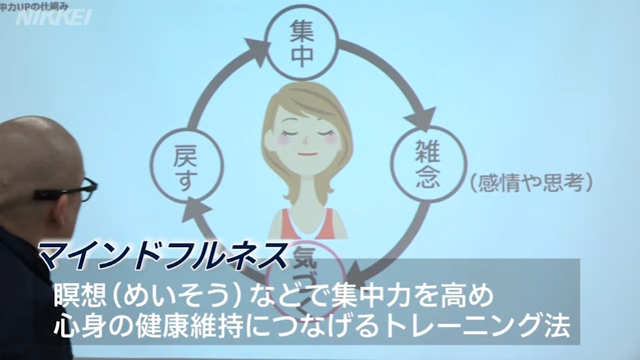 中力UPの仕組み
NIKKEI
集中
戻す
雑念
(感情や思考)
気づく
マインドフルネス
瞑想(めいそう)などで集中力を高め
心身の健康維持につなげるトレーニング法